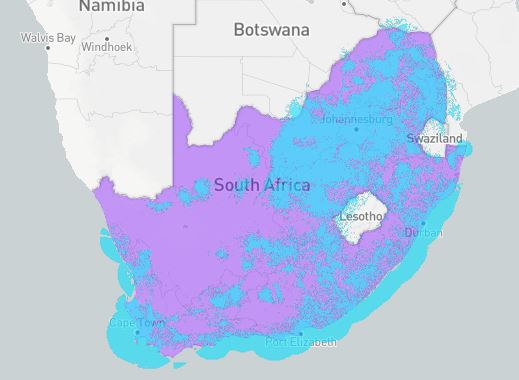 Namibia
Botswana
Walvis Bay
Windhoek
Johannesburg
Swaziland
South Africa
Lesotho
Durban
Cape Town
Port Elizabeth